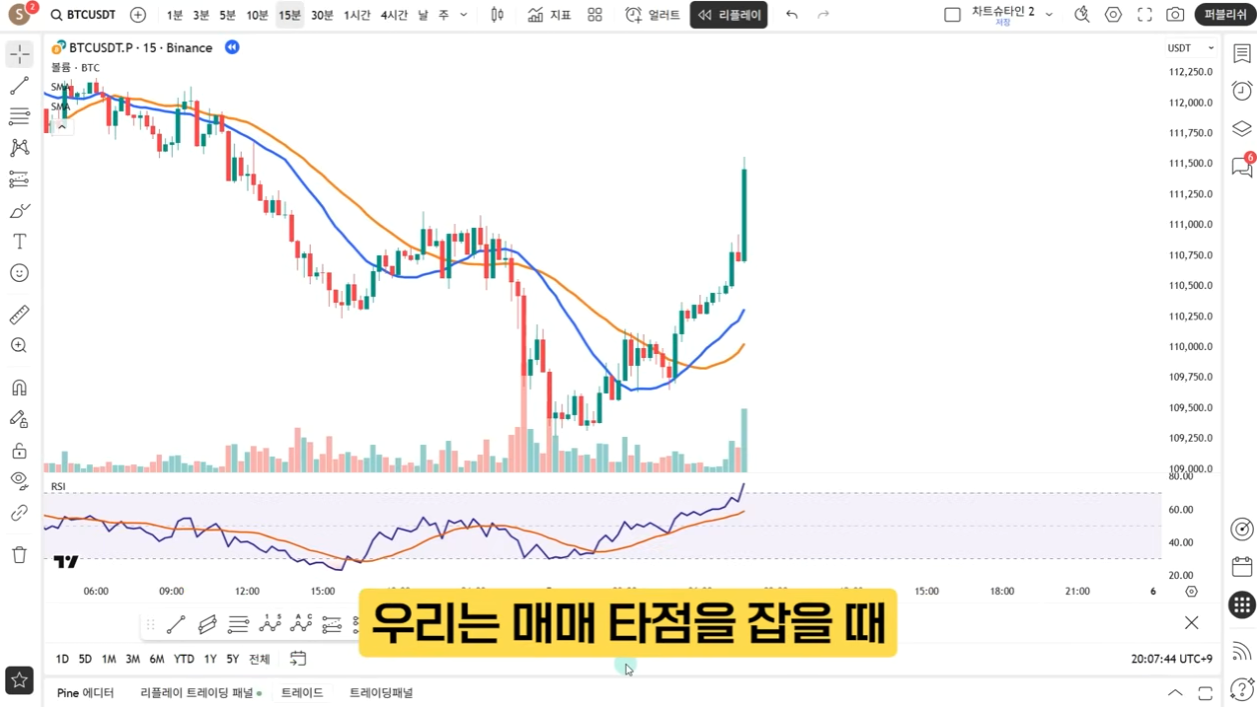 S 2 BTCUSDT 1분 3분 5분 10분 15분 30분 1시간 4시간 날 주 지표 얼러트 리플레이 차트슈타인 2 저장 퍼블리쉬
BTCUSDT.P · 15 · Binance USDT
볼륨 · BTC
SMA
SMA
112,250.0
112,000.0
111,750.0
111,500.0
6
111,250.0
111,000.0
110,750.0
110,500.0
110,250.0
110,000.0
109,750.0
109,500.0
109,250.0
109,000.0
80.00
RSI
60.00
40.00
20.00
06:00 09:00 12:00 15:00 15:00 18:00 21:00 6
우리는 매매 타점을 잡을 때
1D 5D 1M 3M 6M YTD 1Y 5Y 전체 20:07:44 UTC+9
Pine 에디터 리플레이 트레이딩 패널 트레이드 트레이딩패널